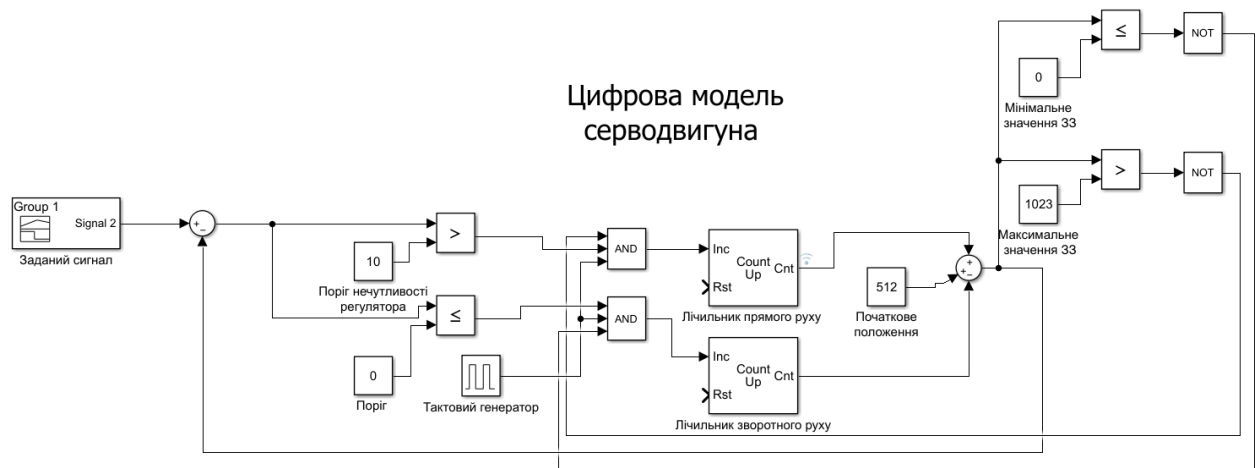 Цифрова модель
серводвигуна
≤
NOT
0
Мінімальне
значення ЗЗ
>
NOT
1023
Максимальне
значення ЗЗ
Group 1
Signal 2
Заданий сигнал
+
−
>
10
Поріг нечутливості
регулятора
≤
0
Поріг
Тактовий генератор
AND
AND
Inc
Count
Up
Cnt
Rst
Лічильник прямого руху
Inc
Count
Up
Cnt
Rst
Лічильник зворотного руху
512
Початкове
положення
+
+
−